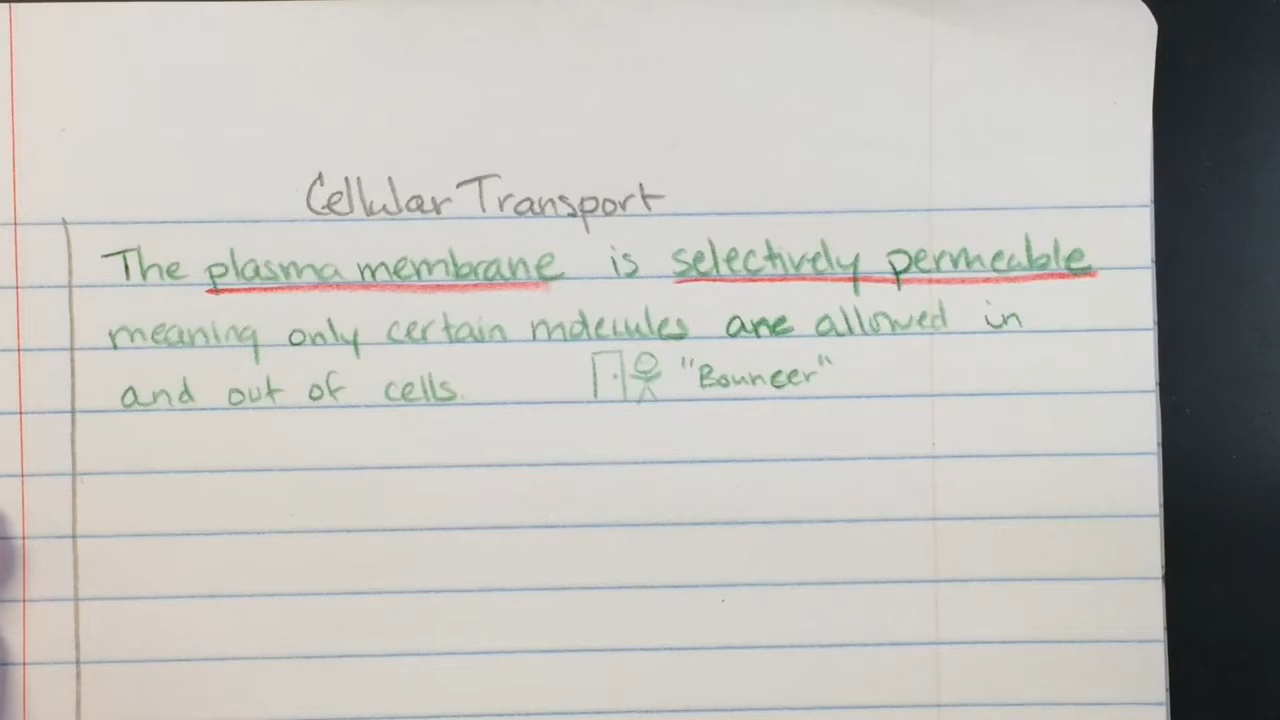 Cellular Transport
The plasma membrane is selectively permeable
meaning only certain molecules are allowed in
and out of cells. "Bouncer"